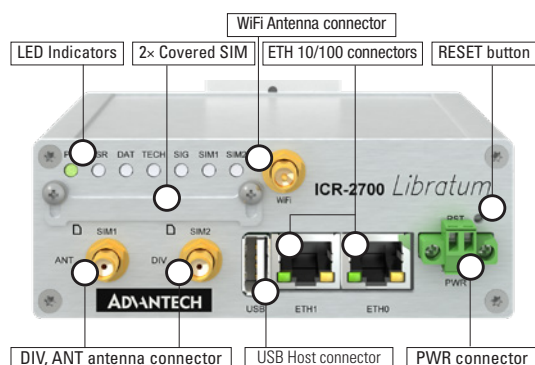 WiFi Antenna connector
LED Indicators
2× Covered SIM
ETH 10/100 connectors
RESET button
SR DAT TECH SIG SIM1 SIM2
WiFi
ICR-2700 Libratum
RST
SIM1
SIM2
ANT
DIV
ADVANTECH
USB
ETH1
ETH0
PWR
DIV, ANT antenna connector
USB Host connector
PWR connector